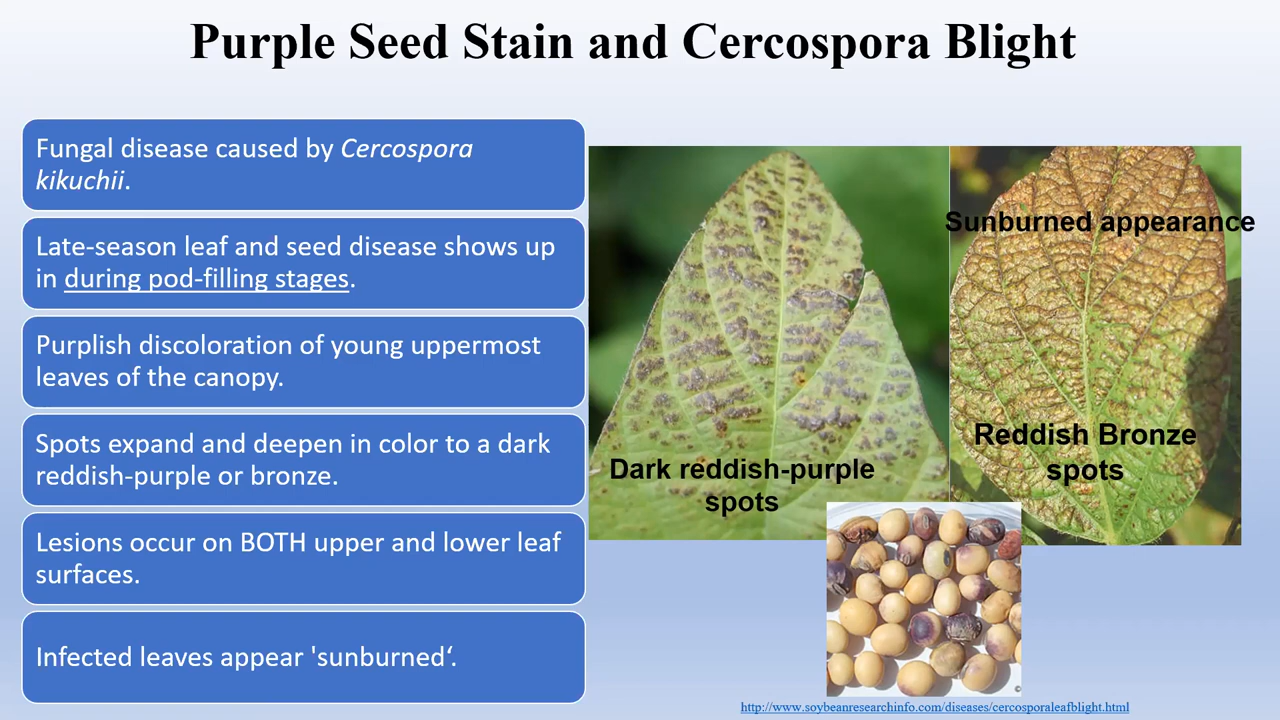 Purple Seed Stain and Cercospora Blight
Fungal disease caused by Cercospora
kikuchii.
Late-season leaf and seed disease shows up
in during pod-filling stages.
Purplish discoloration of young uppermost
leaves of the canopy.
Spots expand and deepen in color to a dark
reddish-purple or bronze.
Lesions occur on BOTH upper and lower leaf
surfaces.
Infected leaves appear 'sunburned‘.
Dark reddish-purple
spots
Sunburned appearance
Reddish Bronze
spots
http://www.soybeanresearchinfo.com/diseases/cercosporaleafblight.html